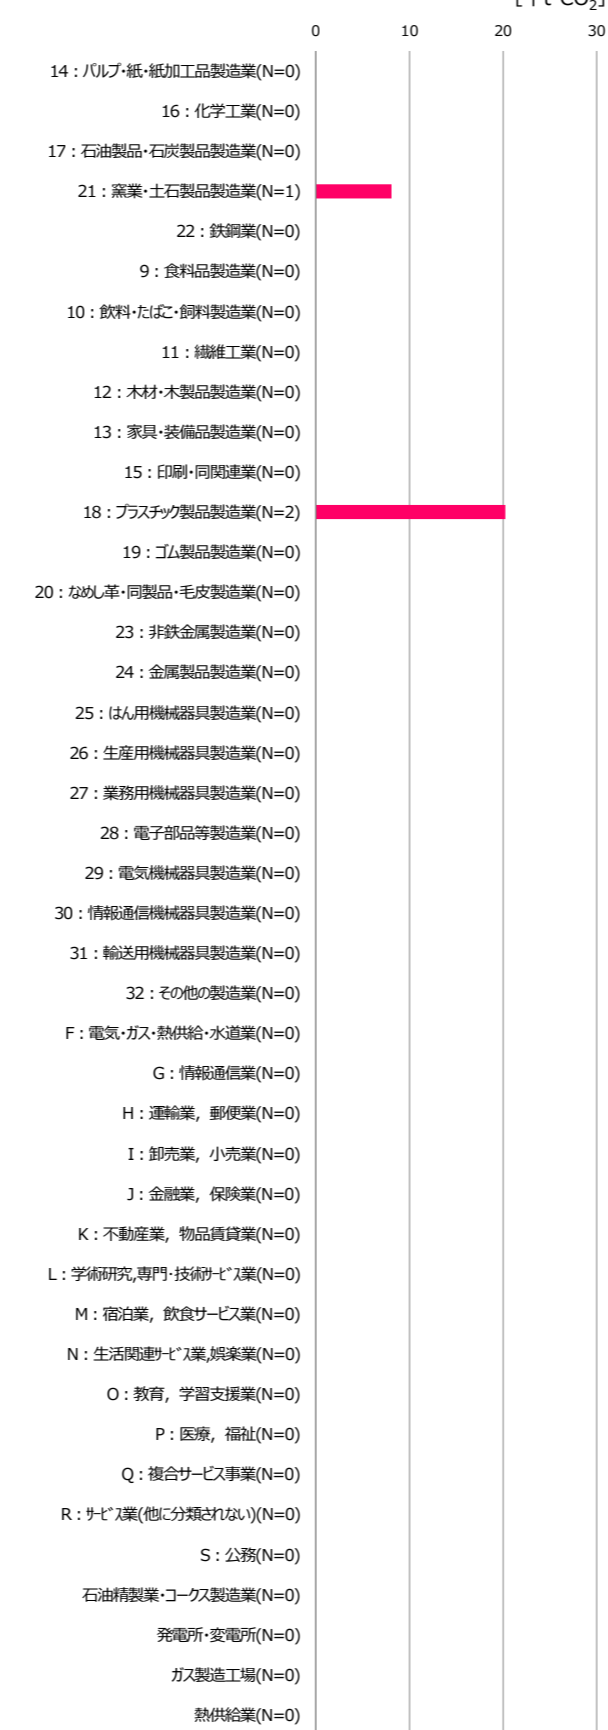 0 10 20 30
14：パルプ・紙・紙加工品製造業(N=0)
16：化学工業(N=0)
17：石油製品・石炭製品製造業(N=0)
21：窯業・土石製品製造業(N=1)
22：鉄鋼業(N=0)
9：食料品製造業(N=0)
10：飲料・たばこ・飼料製造業(N=0)
11：繊維工業(N=0)
12：木材・木製品製造業(N=0)
13：家具・装備品製造業(N=0)
15：印刷・同関連業(N=0)
18：プラスチック製品製造業(N=2)
19：ゴム製品製造業(N=0)
20：なめし革・同製品・毛皮製造業(N=0)
23：非鉄金属製造業(N=0)
24：金属製品製造業(N=0)
25：はん用機械器具製造業(N=0)
26：生産用機械器具製造業(N=0)
27：業務用機械器具製造業(N=0)
28：電子部品等製造業(N=0)
29：電気機械器具製造業(N=0)
30：情報通信機械器具製造業(N=0)
31：輸送用機械器具製造業(N=0)
32：その他の製造業(N=0)
F：電気・ガス・熱供給・水道業(N=0)
G：情報通信業(N=0)
H：運輸業，郵便業(N=0)
I：卸売業，小売業(N=0)
J：金融業，保険業(N=0)
K：不動産業，物品賃貸業(N=0)
L：学術研究,専門・技術ｻｰﾋﾞｽ業(N=0)
M：宿泊業，飲食サービス業(N=0)
N：生活関連ｻｰﾋﾞｽ業,娯楽業(N=0)
O：教育，学習支援業(N=0)
P：医療，福祉(N=0)
Q：複合サービス事業(N=0)
R：ｻｰﾋﾞｽ業(他に分類されない)(N=0)
S：公務(N=0)
石油精製業・コークス製造業(N=0)
発電所・変電所(N=0)
ガス製造工場(N=0)
熱供給業(N=0)